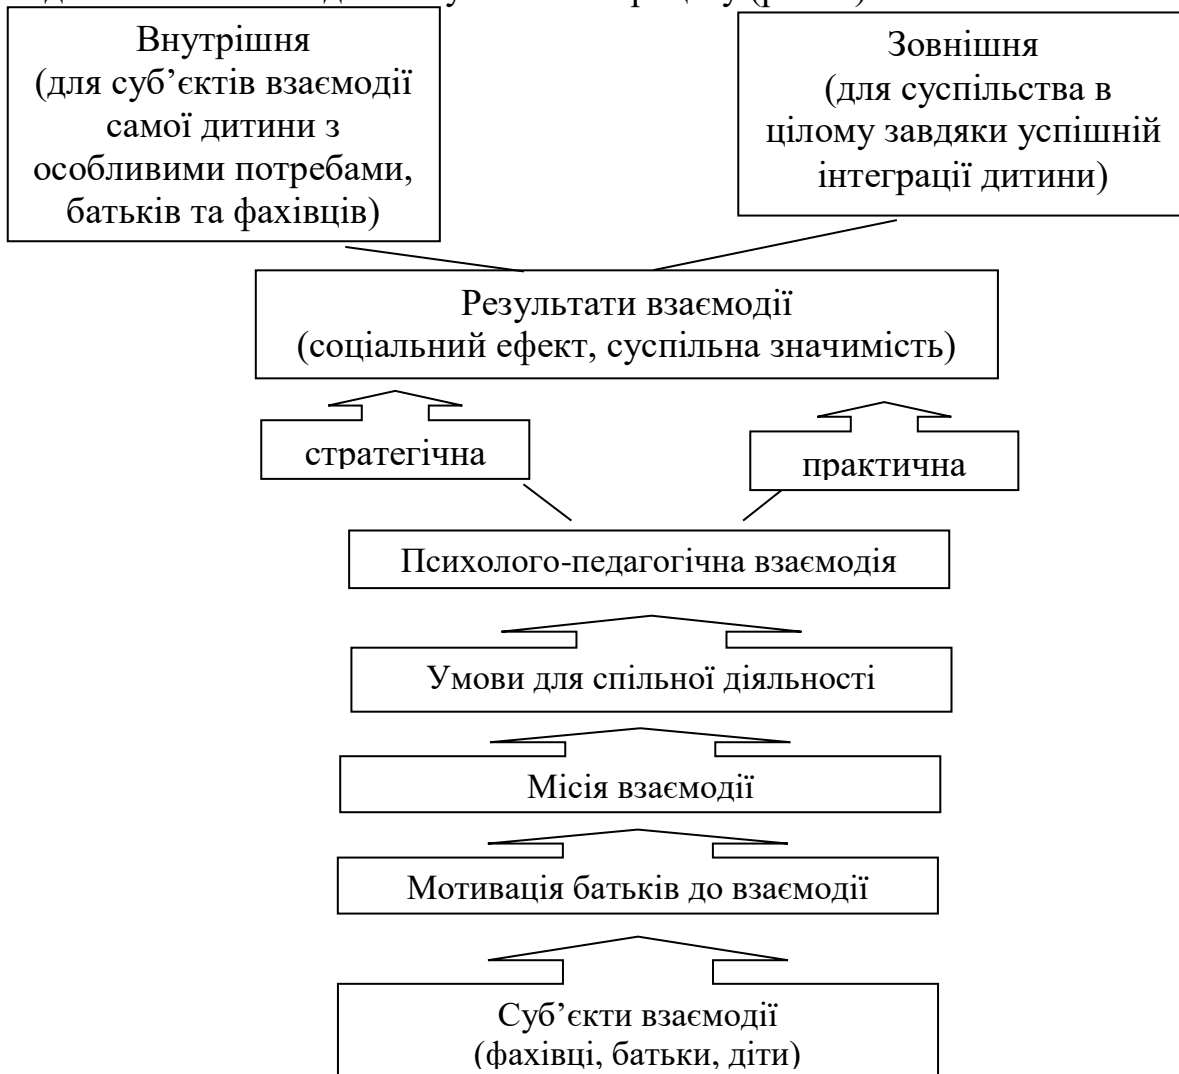 Внутрішня
(для суб’єктів взаємодії
самої дитини з
особливими потребами,
батьків та фахівців)
Зовнішня
(для суспільства в
цілому завдяки успішній
інтеграції дитини)
Результати взаємодії
(соціальний ефект, суспільна значимість)
стратегічна
практична
Психолого-педагогічна взаємодія
Умови для спільної діяльності
Місія взаємодії
Мотивація батьків до взаємодії
Суб’єкти взаємодії
(фахівці, батьки, діти)